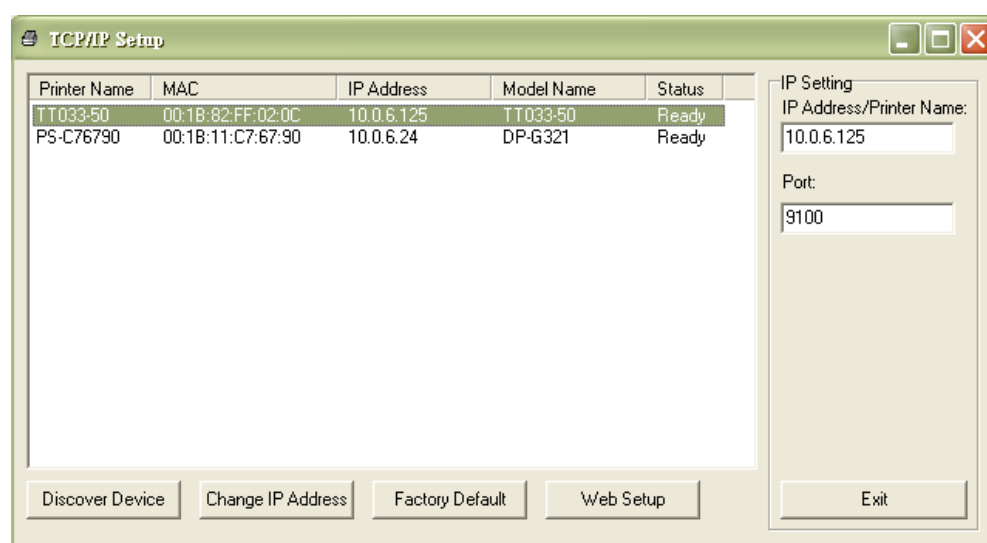 TCP/IP Setup
Printer Name MAC IP Address Model Name Status
TT033-50 00:1B:82:FF:02:0C 10.0.6.125 TT033-50 Ready
PS-C76790 00:1B:11:C7:67:90 10.0.6.24 DP-G321 Ready
IP Setting
IP Address/Printer Name:
10.0.6.125
Port:
9100
Discover Device Change IP Address Factory Default Web Setup Exit